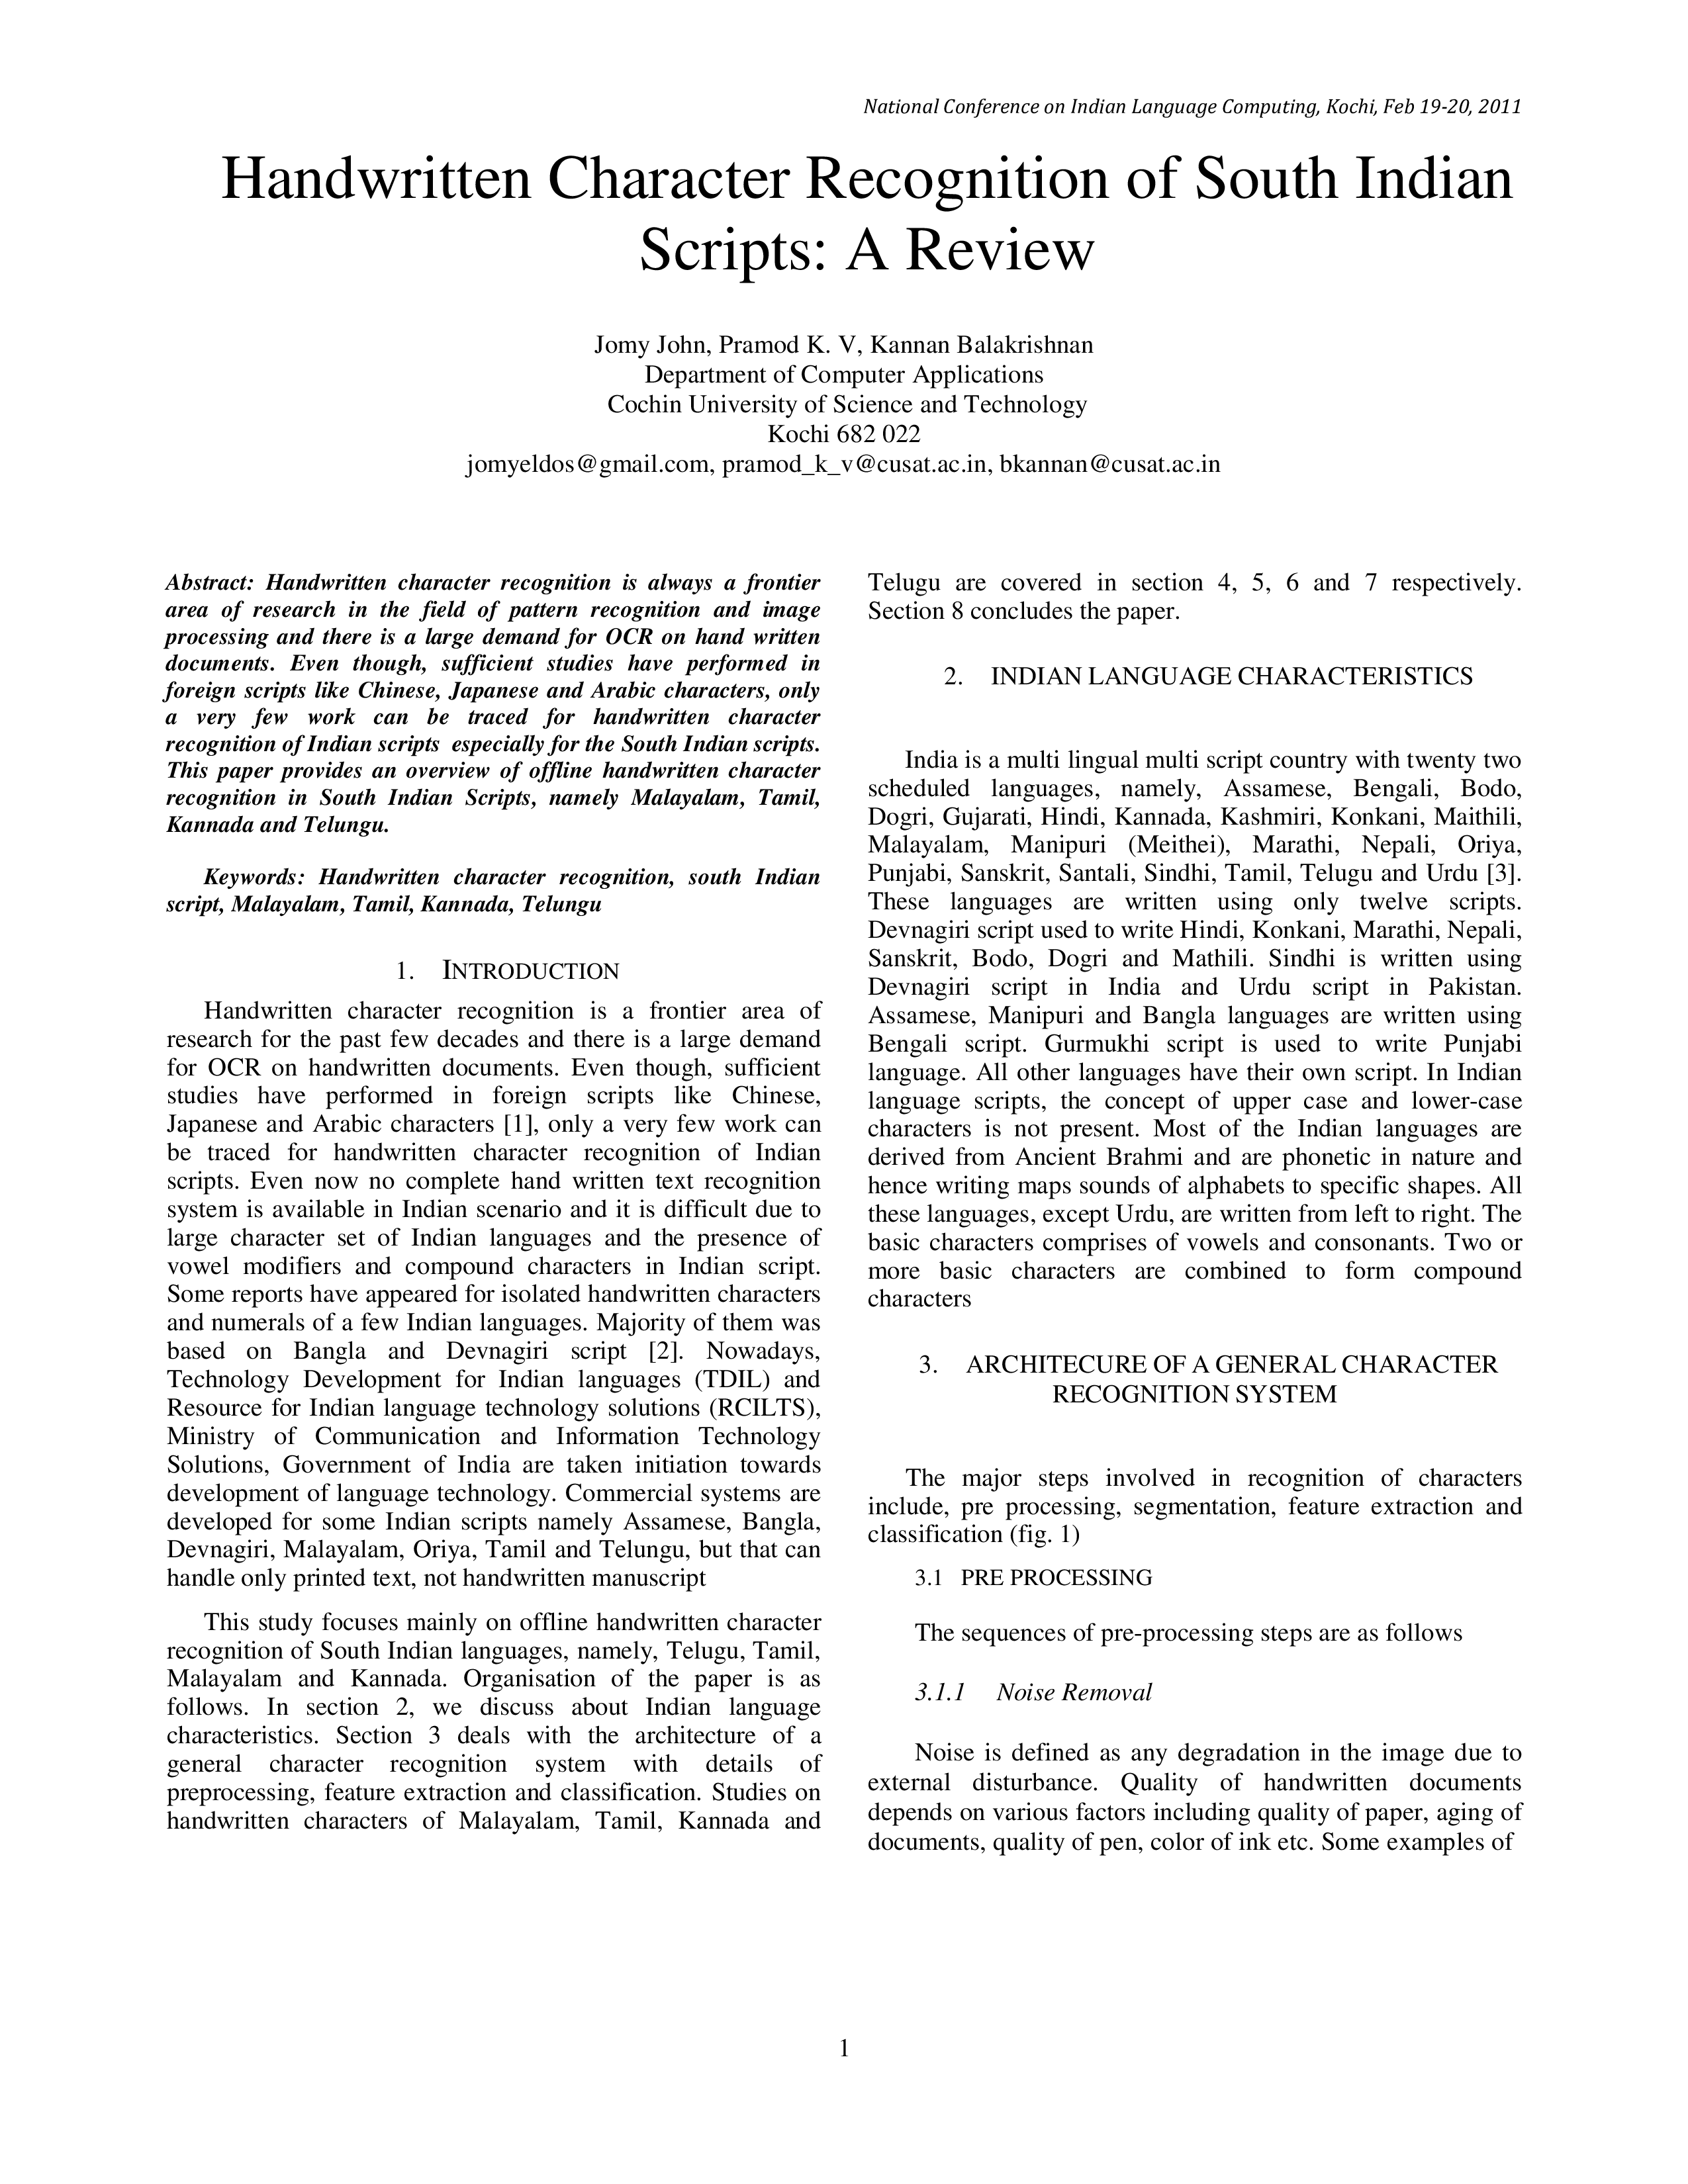 National Conference on Indian Language Computing, Kochi, Feb 19-20, 2011
Handwritten Character Recognition of South Indian
Scripts: A Review
Jomy John, Pramod K. V, Kannan Balakrishnan
Department of Computer Applications
Cochin University of Science and Technology
Kochi 682 022
jomyeldos@gmail.com, pramod_k_v@cusat.ac.in, bkannan@cusat.ac.in
Abstract: Handwritten character recognition is always a frontier
area of research in the field of pattern recognition and image
processing and there is a large demand for OCR on hand written
documents. Even though, sufficient studies have performed in
foreign scripts like Chinese, Japanese and Arabic characters, only
a very few work can be traced for handwritten character
recognition of Indian scripts especially for the South Indian scripts.
This paper provides an overview of offline handwritten character
recognition in South Indian Scripts, namely Malayalam, Tamil,
Kannada and Telungu.
Keywords: Handwritten character recognition, south Indian
script, Malayalam, Tamil, Kannada, Telungu
1. INTRODUCTION
Handwritten character recognition is a frontier area of
research for the past few decades and there is a large demand
for OCR on handwritten documents. Even though, sufficient
studies have performed in foreign scripts like Chinese,
Japanese and Arabic characters [1], only a very few work can
be traced for handwritten character recognition of Indian
scripts. Even now no complete hand written text recognition
system is available in Indian scenario and it is difficult due to
large character set of Indian languages and the presence of
vowel modifiers and compound characters in Indian script.
Some reports have appeared for isolated handwritten characters
and numerals of a few Indian languages. Majority of them was
based on Bangla and Devnagiri script [2]. Nowadays,
Technology Development for Indian languages (TDIL) and
Resource for Indian language technology solutions (RCILTS),
Ministry of Communication and Information Technology
Solutions, Government of India are taken initiation towards
development of language technology. Commercial systems are
developed for some Indian scripts namely Assamese, Bangla,
Devnagiri, Malayalam, Oriya, Tamil and Telungu, but that can
handle only printed text, not handwritten manuscript
This study focuses mainly on offline handwritten character
recognition of South Indian languages, namely, Telugu, Tamil,
Malayalam and Kannada. Organisation of the paper is as
follows. In section 2, we discuss about Indian language
characteristics. Section 3 deals with the architecture of a
general character recognition system with details of
preprocessing, feature extraction and classification. Studies on
handwritten characters of Malayalam, Tamil, Kannada and
Telugu are covered in section 4, 5, 6 and 7 respectively.
Section 8 concludes the paper.
2. INDIAN LANGUAGE CHARACTERISTICS
India is a multi lingual multi script country with twenty two
scheduled languages, namely, Assamese, Bengali, Bodo,
Dogri, Gujarati, Hindi, Kannada, Kashmiri, Konkani, Maithili,
Malayalam, Manipuri (Meithei), Marathi, Nepali, Oriya,
Punjabi, Sanskrit, Santali, Sindhi, Tamil, Telugu and Urdu [3].
These languages are written using only twelve scripts.
Devnagiri script used to write Hindi, Konkani, Marathi, Nepali,
Sanskrit, Bodo, Dogri and Mathili. Sindhi is written using
Devnagiri script in India and Urdu script in Pakistan.
Assamese, Manipuri and Bangla languages are written using
Bengali script. Gurmukhi script is used to write Punjabi
language. All other languages have their own script. In Indian
language scripts, the concept of upper case and lower-case
characters is not present. Most of the Indian languages are
derived from Ancient Brahmi and are phonetic in nature and
hence writing maps sounds of alphabets to specific shapes. All
these languages, except Urdu, are written from left to right. The
basic characters comprises of vowels and consonants. Two or
more basic characters are combined to form compound
characters
3. ARCHITECURE OF A GENERAL CHARACTER
RECOGNITION SYSTEM
The major steps involved in recognition of characters
include, pre processing, segmentation, feature extraction and
classification (fig. 1)
3.1 PRE PROCESSING
The sequences of pre-processing steps are as follows
3.1.1 Noise Removal
Noise is defined as any degradation in the image due to
external disturbance. Quality of handwritten documents
depends on various factors including quality of paper, aging of
documents, quality of pen, color of ink etc. Some examples of
1